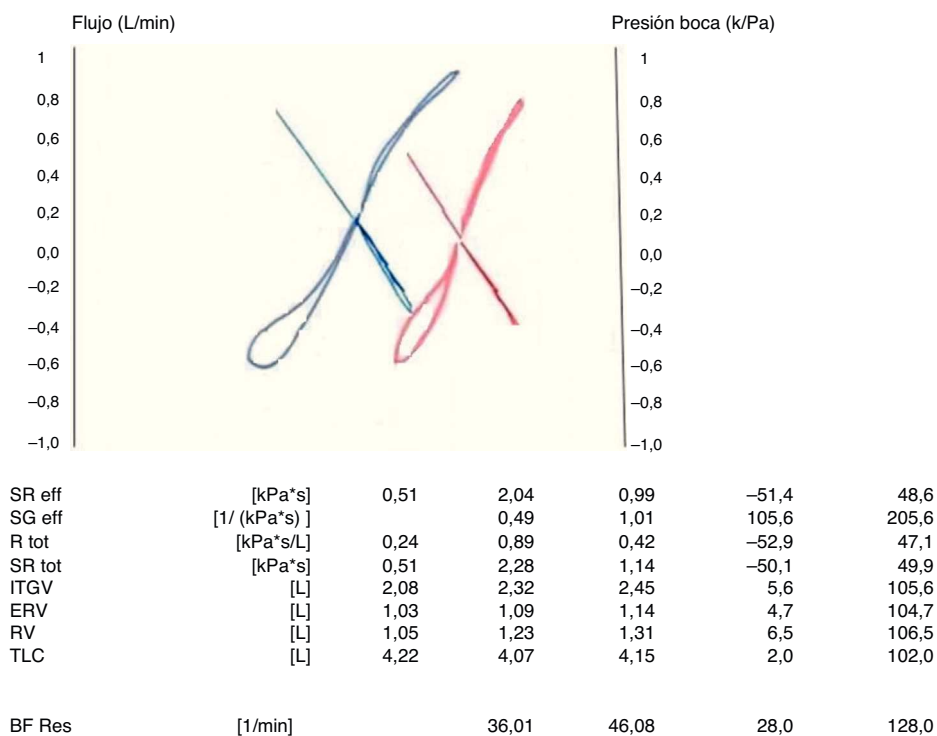 Flujo (L/min) Presión boca (k/Pa)
1 1
0,8 0,8
0,6 0,6
0,4 0,4
0,2 0,2
0,0 0,0
–0,2 –0,2
–0,4 –0,4
–0,6 –0,6
–0,8 –0,8
–1,0 –1,0
SR eff [kPa*s] 0,51 2,04 0,99 –51,4 48,6
SG eff [1/ (kPa*s) ] 0,49 1,01 105,6 205,6
R tot [kPa*s/L] 0,24 0,89 0,42 –52,9 47,1
SR tot [kPa*s] 0,51 2,28 1,14 –50,1 49,9
ITGV [L] 2,08 2,32 2,45 5,6 105,6
ERV [L] 1,03 1,09 1,14 4,7 104,7
RV [L] 1,05 1,23 1,31 6,5 106,5
TLC [L] 4,22 4,07 4,15 2,0 102,0
BF Res [1/min] 36,01 46,08 28,0 128,0